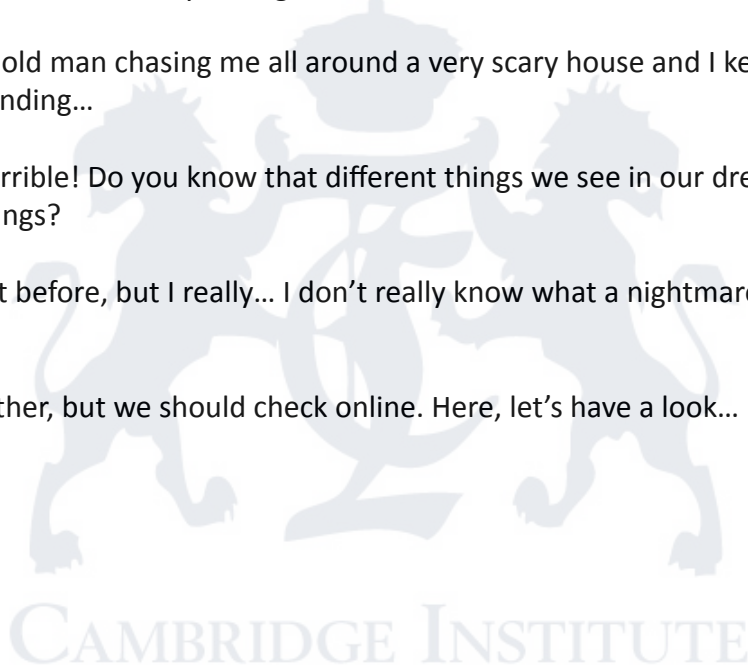 old man chasing me all around a very scary house and I ke
nding...
rrible! Do you know that different things we see in our dre
ngs?
t before, but I really... I don't really know what a nightmare
ther, but we should check online. Here, let's have a look...
CAMBRIDGE INSTITUTE